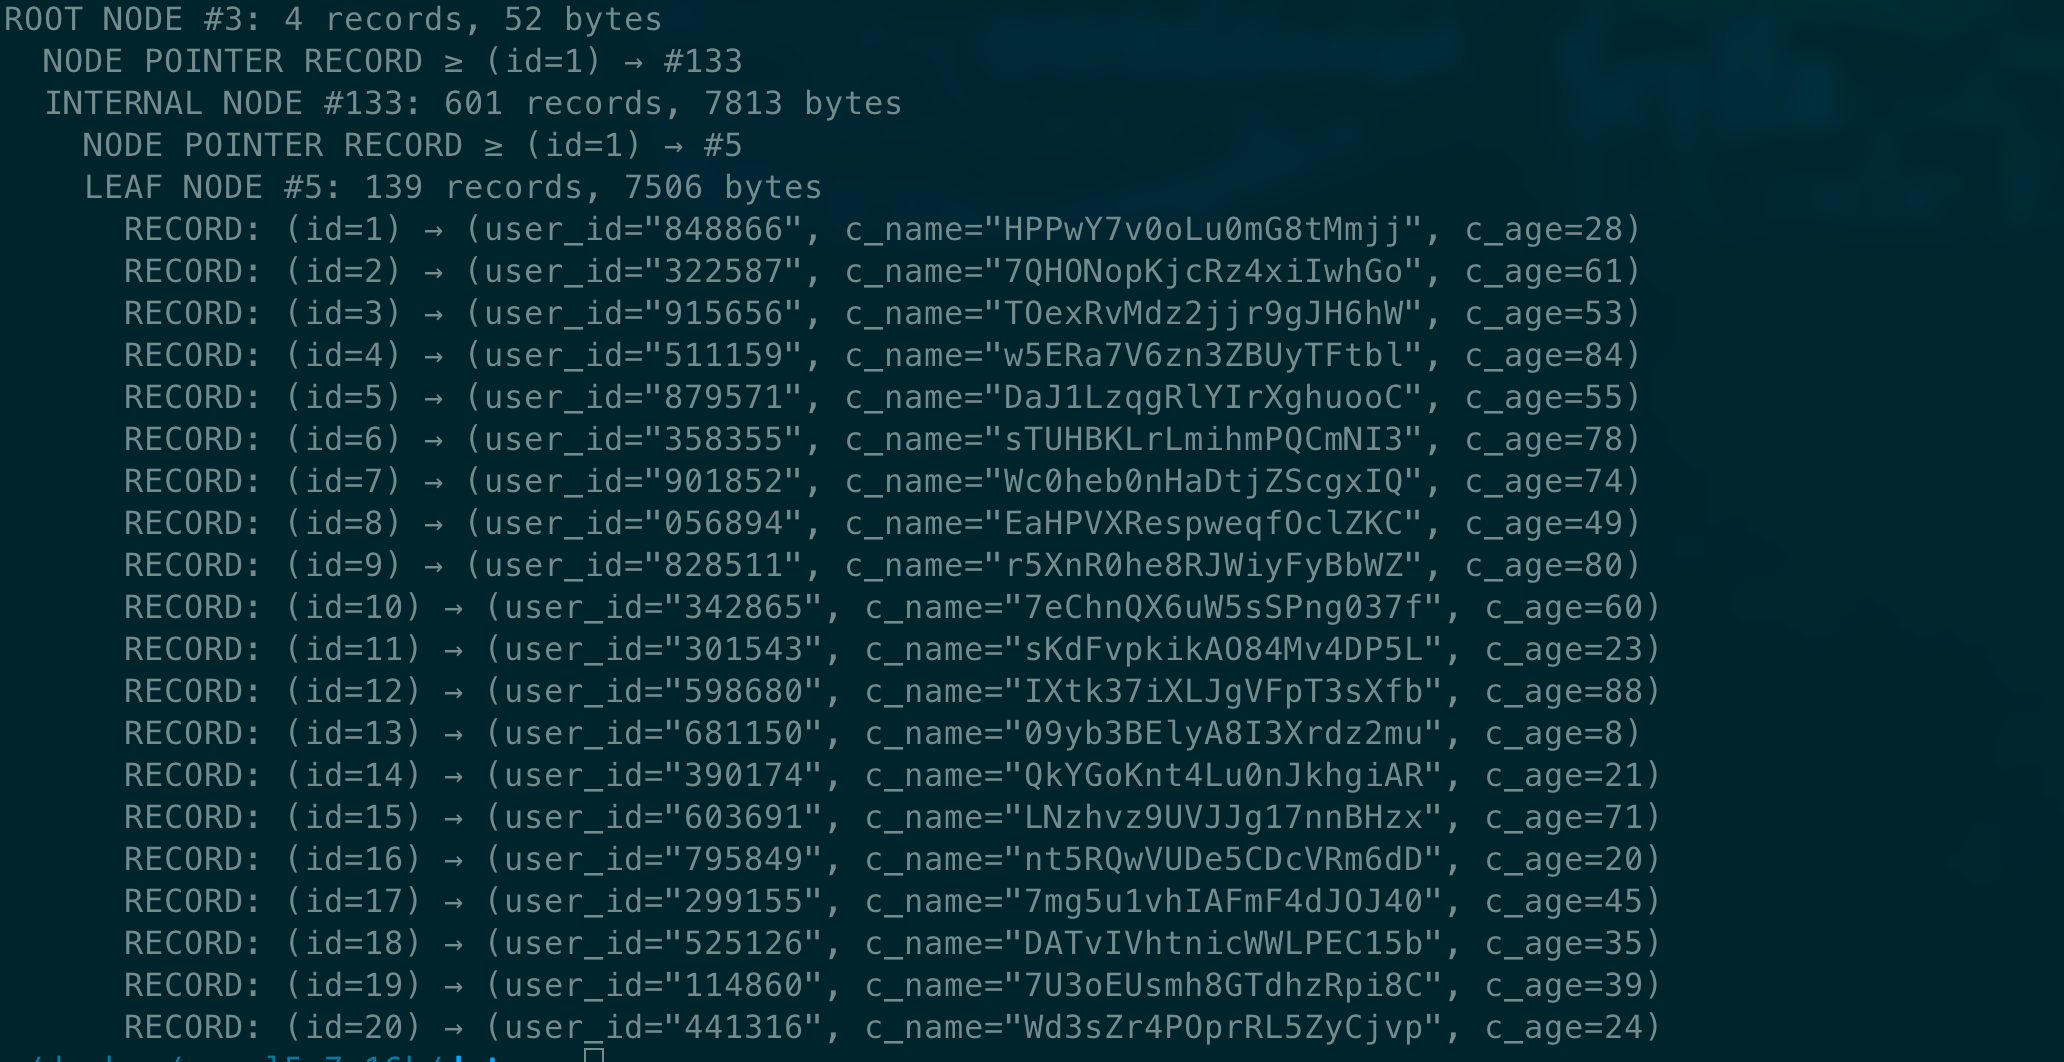 ROOT NODE #3: 4 records, 52 bytes
NODE POINTER RECORD ≥ (id=1) → #133
INTERNAL NODE #133: 601 records, 7813 bytes
NODE POINTER RECORD ≥ (id=1) → #5
LEAF NODE #5: 139 records, 7506 bytes
RECORD: (id=1) → (user_id="848866", c_name="HPPwY7v0oLu0mG8tMmjj", c_age=28)
RECORD: (id=2) → (user_id="322587", c_name="7QHONopKjcRz4xiIwhGo", c_age=61)
RECORD: (id=3) → (user_id="915656", c_name="TOexRvMdz2jjr9gJH6hW", c_age=53)
RECORD: (id=4) → (user_id="511159", c_name="w5ERa7V6zn3ZBUyTFtbl", c_age=84)
RECORD: (id=5) → (user_id="879571", c_name="DaJ1LzqgRlYIrXghuooC", c_age=55)
RECORD: (id=6) → (user_id="358355", c_name="sTUHBKLrLmihmPQCmNI3", c_age=78)
RECORD: (id=7) → (user_id="901852", c_name="Wc0heb0nHaDtjZScgxIQ", c_age=74)
RECORD: (id=8) → (user_id="056894", c_name="EaHPVXRespweqfOclZKC", c_age=49)
RECORD: (id=9) → (user_id="828511", c_name="r5XnR0he8RJWiyFyBbWZ", c_age=80)
RECORD: (id=10) → (user_id="342865", c_name="7eChnQX6uW5sSPng037f", c_age=60)
RECORD: (id=11) → (user_id="301543", c_name="sKdFvpkikAO84Mv4DP5L", c_age=23)
RECORD: (id=12) → (user_id="598680", c_name="IXtk37iXLJgVFpT3sXfb", c_age=88)
RECORD: (id=13) → (user_id="681150", c_name="09yb3BElyA8I3Xrdz2mu", c_age=8)
RECORD: (id=14) → (user_id="390174", c_name="QkYGoKnt4Lu0nJkhgiAR", c_age=21)
RECORD: (id=15) → (user_id="603691", c_name="LNzhvz9UVJJg17nnBHzx", c_age=71)
RECORD: (id=16) → (user_id="795849", c_name="nt5RQwVUDe5CDcVRm6dD", c_age=20)
RECORD: (id=17) → (user_id="299155", c_name="7mg5u1vhIAFmF4dJOJ40", c_age=45)
RECORD: (id=18) → (user_id="525126", c_name="DATvIVhtnicWWLPEC15b", c_age=35)
RECORD: (id=19) → (user_id="114860", c_name="7U3oEUsmh8GTdhzRpi8C", c_age=39)
RECORD: (id=20) → (user_id="441316", c_name="Wd3sZr4POprRL5ZyCjvp", c_age=24)